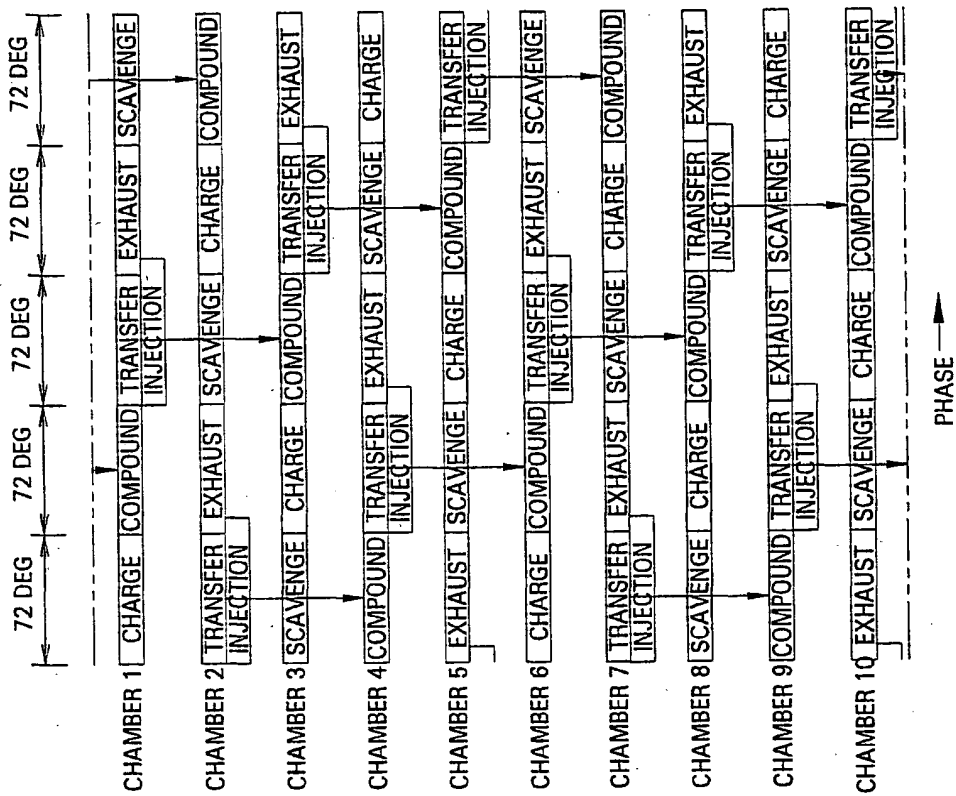 72 DEG 72 DEG 72 DEG 72 DEG 72 DEG
CHAMBER 1 CHARGE COMPOUND TRANSFER EXHAUST SCAVENGE
INJECTION
CHAMBER 2 TRANSFER EXHAUST SCAVENGE CHARGE COMPOUND
INJECTION
CHAMBER 3 SCAVENGE CHARGE COMPOUND TRANSFER EXHAUST
INJECTION
CHAMBER 4 COMPOUND TRANSFER EXHAUST SCAVENGE CHARGE
INJECTION
CHAMBER 5 EXHAUST SCAVENGE CHARGE COMPOUND TRANSFER
INJECTION
CHAMBER 6 CHARGE COMPOUND TRANSFER EXHAUST SCAVENGE
INJECTION
CHAMBER 7 TRANSFER EXHAUST SCAVENGE CHARGE COMPOUND
INJECTION
CHAMBER 8 SCAVENGE CHARGE COMPOUND TRANSFER EXHAUST
INJECTION
CHAMBER 9 COMPOUND TRANSFER EXHAUST SCAVENGE CHARGE
INJECTION
CHAMBER 10 EXHAUST SCAVENGE CHARGE COMPOUND TRANSFER
INJECTION
PHASE